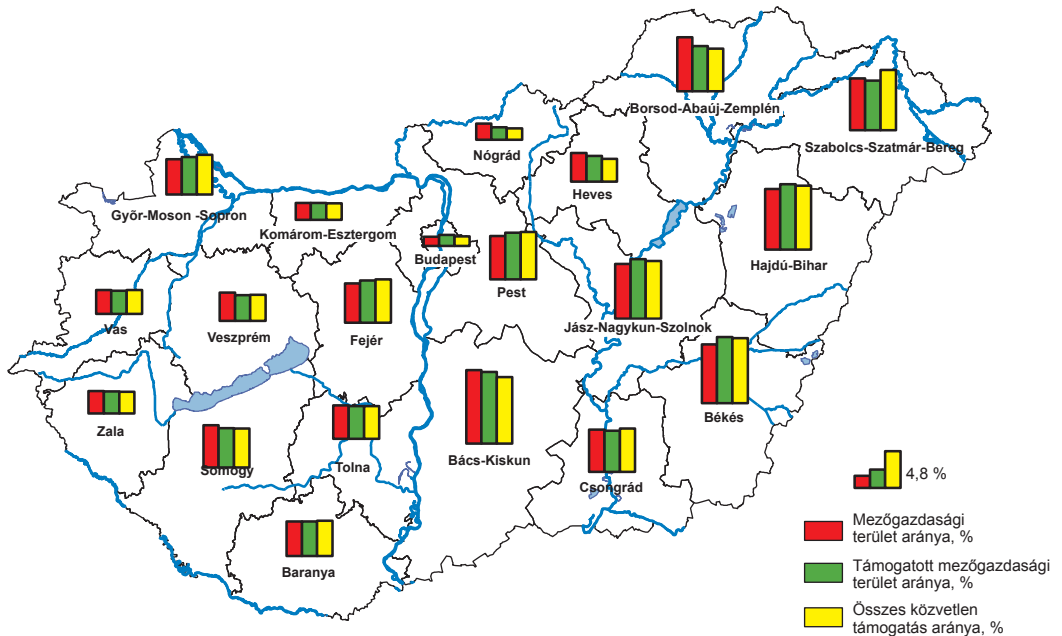 Borsod-Abaúj-Zemplén
Szabolcs-Szatmár-Bereg
Nógrád
Heves
Győr-Moson -Sopron
Komárom-Esztergom
Budapest
Hajdú-Bihar
Pest
Vas
Veszprém
Fejér
Jász-Nagykun-Szolnok
Zala
Somogy
Tolna
Bács-Kiskun
Békés
Csongrád
Baranya
4,8 %
Mezőgazdasági
terület aránya, %
Támogatott mezőgazdasági
terület aránya, %
Összes közvetlen
támogatás aránya, %